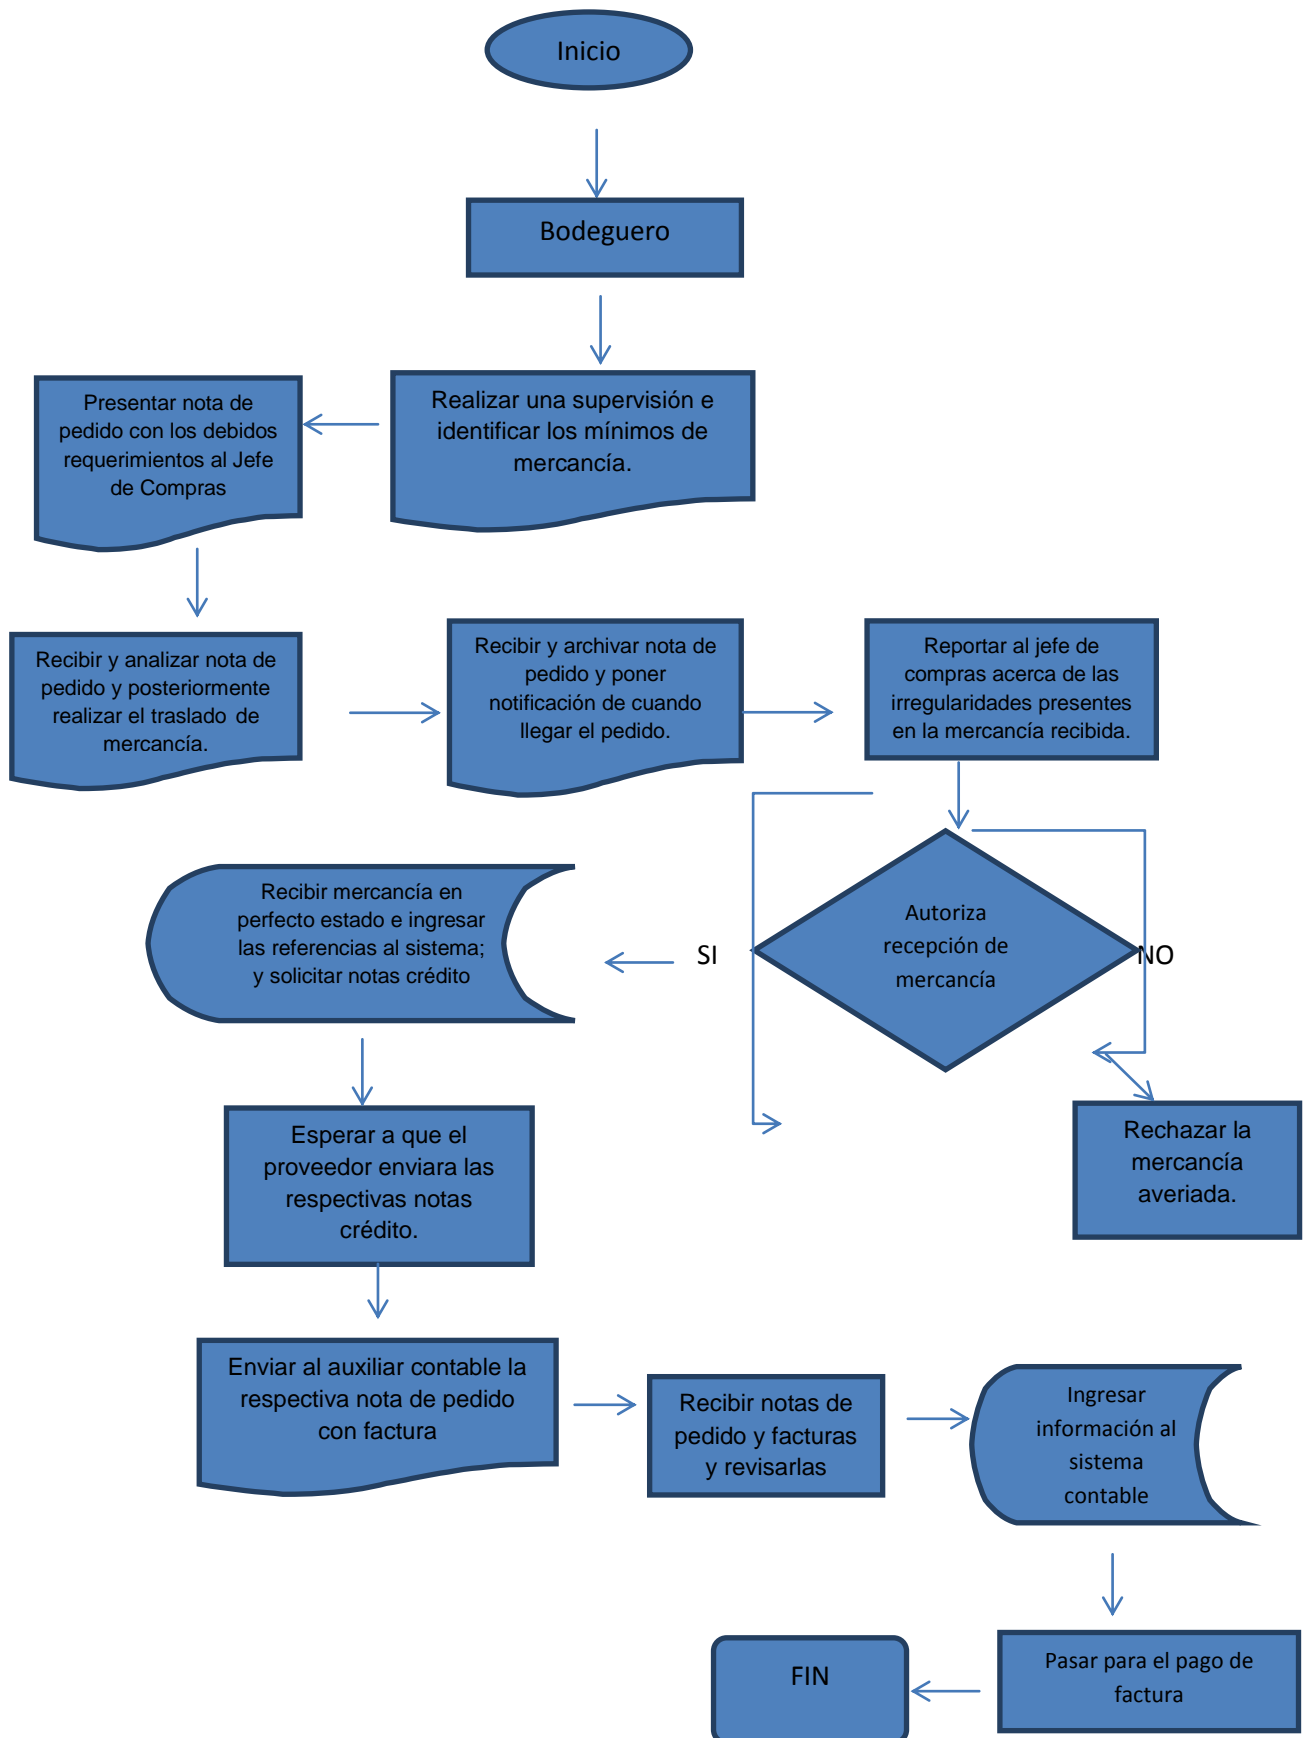 Inicio
Bodeguero
Realizar una supervisión e
identificar los mínimos de
mercancía.
Presentar nota de
pedido con los debidos
requerimientos al Jefe
de Compras
Recibir y analizar nota de
pedido y posteriormente
realizar el traslado de
mercancía.
Recibir y archivar nota de
pedido y poner
notificación de cuando
llegar el pedido.
Reportar al jefe de
compras acerca de las
irregularidades presentes
en la mercancía recibida.
Autoriza
recepción de
mercancía
SI
NO
Recibir mercancía en
perfecto estado e ingresar
las referencias al sistema;
y solicitar notas crédito
Rechazar la
mercancía
averiada.
Esperar a que el
proveedor enviara las
respectivas notas
crédito.
Enviar al auxiliar contable la
respectiva nota de pedido
con factura
Recibir notas de
pedido y facturas
y revisarlas
Ingresar
información al
sistema
contable
Pasar para el pago de
factura
FIN